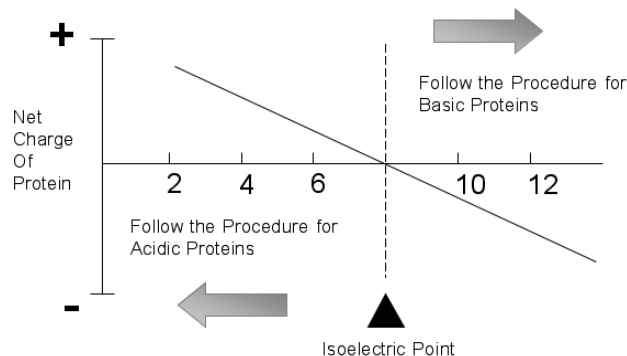 +
Follow the Procedure for
Basic Proteins
Net
Charge
Of
Protein
2 4 6 10 12
Follow the Procedure for
Acidic Proteins
-
Isoelectric Point